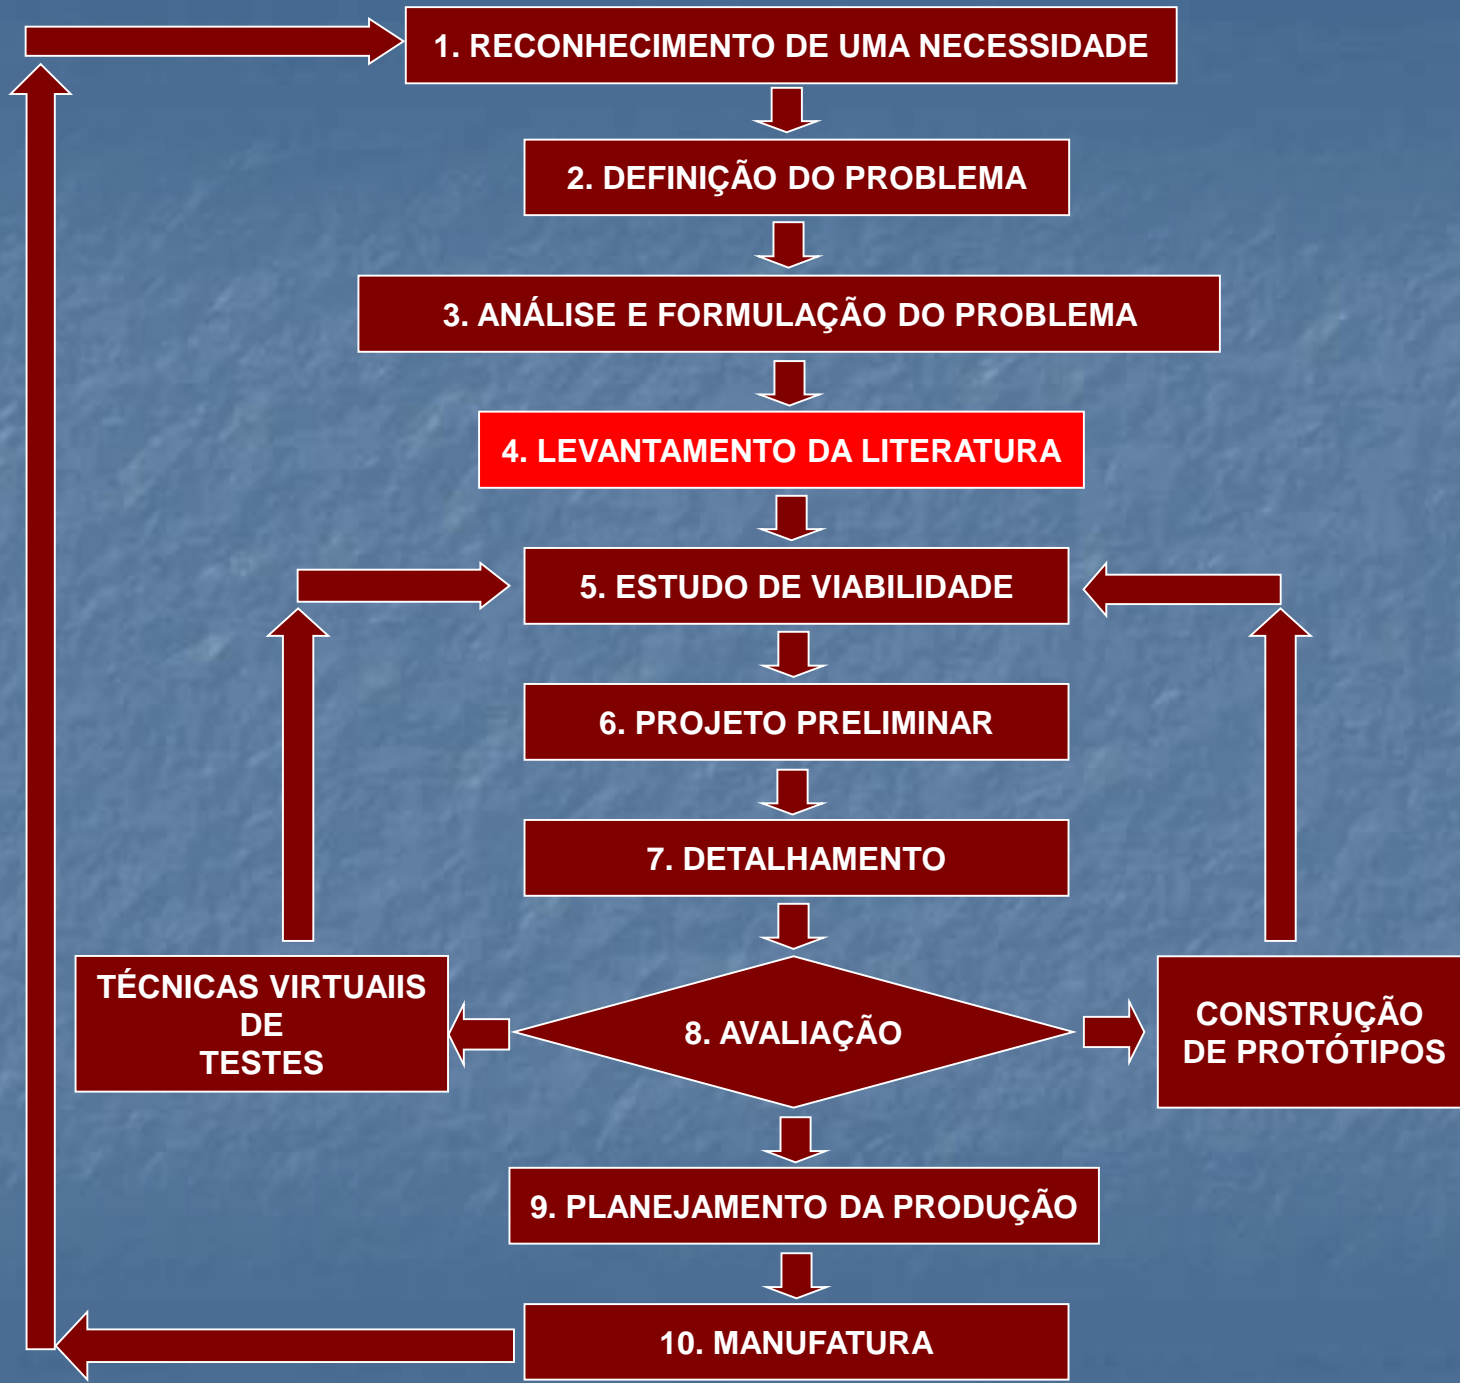 1. RECONHECIMENTO DE UMA NECESSIDADE
2. DEFINIÇÃO DO PROBLEMA
3. ANÁLISE E FORMULAÇÃO DO PROBLEMA
4. LEVANTAMENTO DA LITERATURA
5. ESTUDO DE VIABILIDADE
6. PROJETO PRELIMINAR
7. DETALHAMENTO
TÉCNICAS VIRTUAIIS
DE
TESTES
8. AVALIAÇÃO
CONSTRUÇÃO
DE PROTÓTIPOS
9. PLANEJAMENTO DA PRODUÇÃO
10. MANUFATURA